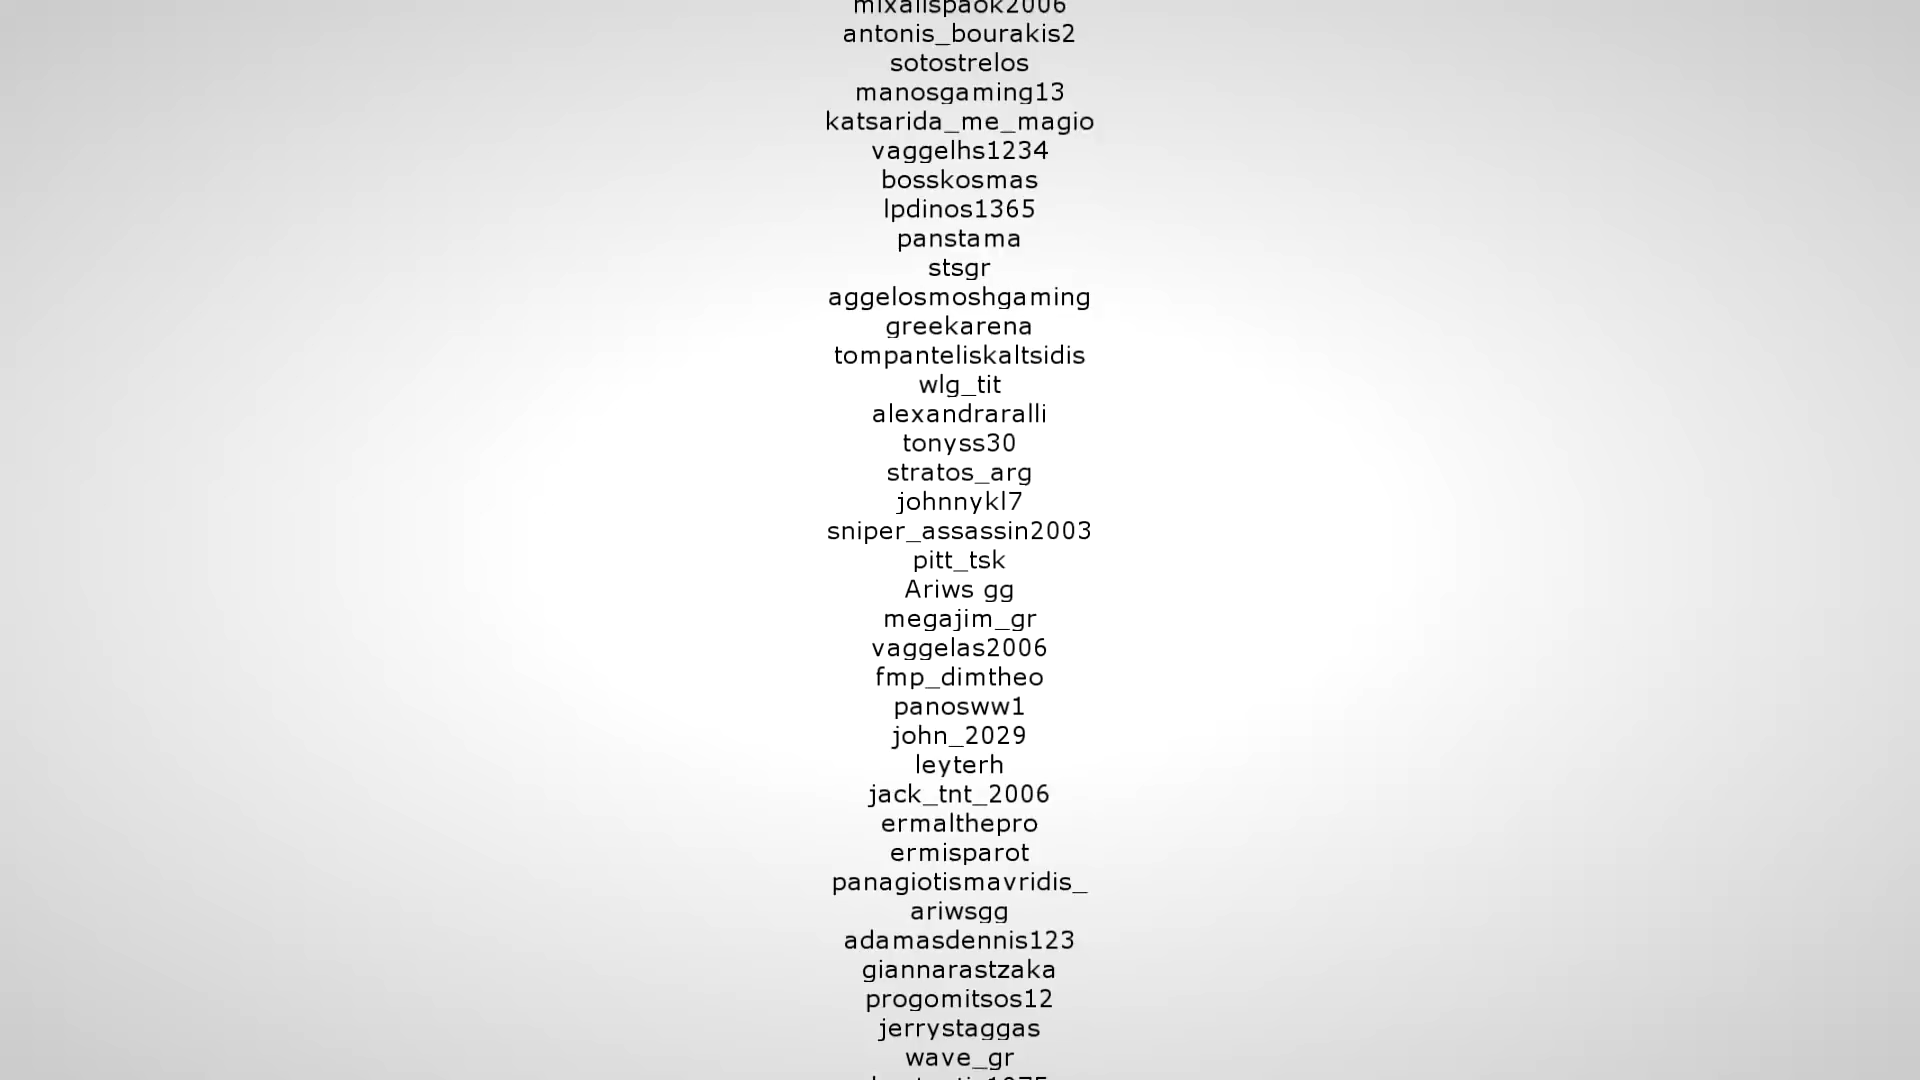 mixalispaok2006
antonis_bourakis2
sotostrelos
manosgaming13
katsarida_me_magio
vaggelhs1234
bosskosmas
lpdinos1365
panstama
stsgr
aggelosmoshgaming
greekarena
tompanteliskaltsidis
wlg_tit
alexandraralli
tonyss30
stratos_arg
johnnykl7
sniper_assassin2003
pitt_tsk
Ariws gg
megajim_gr
vaggelas2006
fmp_dimtheo
panosww1
john_2029
leyterh
jack_tnt_2006
ermalthepro
ermisparot
panagiotismavridis_
ariwsgg
adamasdennis123
giannarastzaka
progomitsos12
jerrystaggas
wave_gr